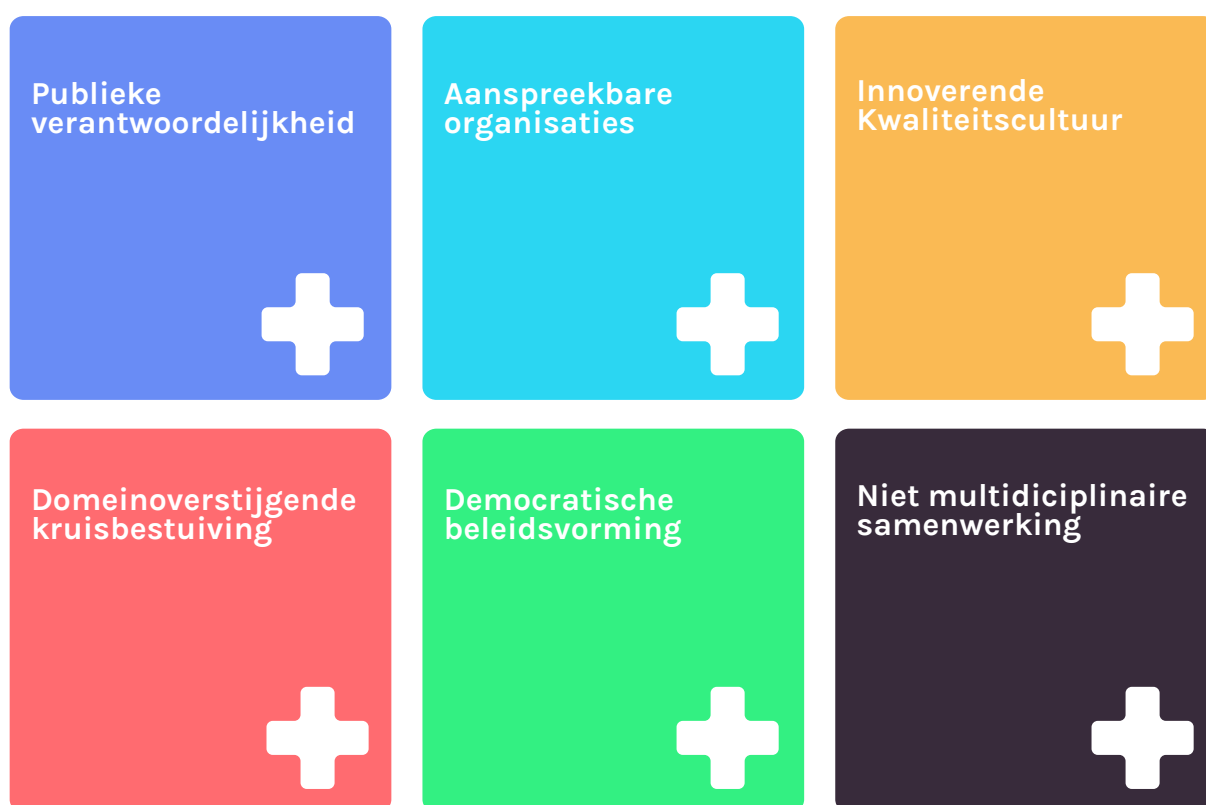 Publieke
verantwoordelijkheid
Aanspreekbare
organisaties
Innoverende
Kwaliteitscultuur
Domeinoverstijgende
kruisbestuiving
Democratische
beleidsvorming
Niet multidiciplinaire
samenwerking